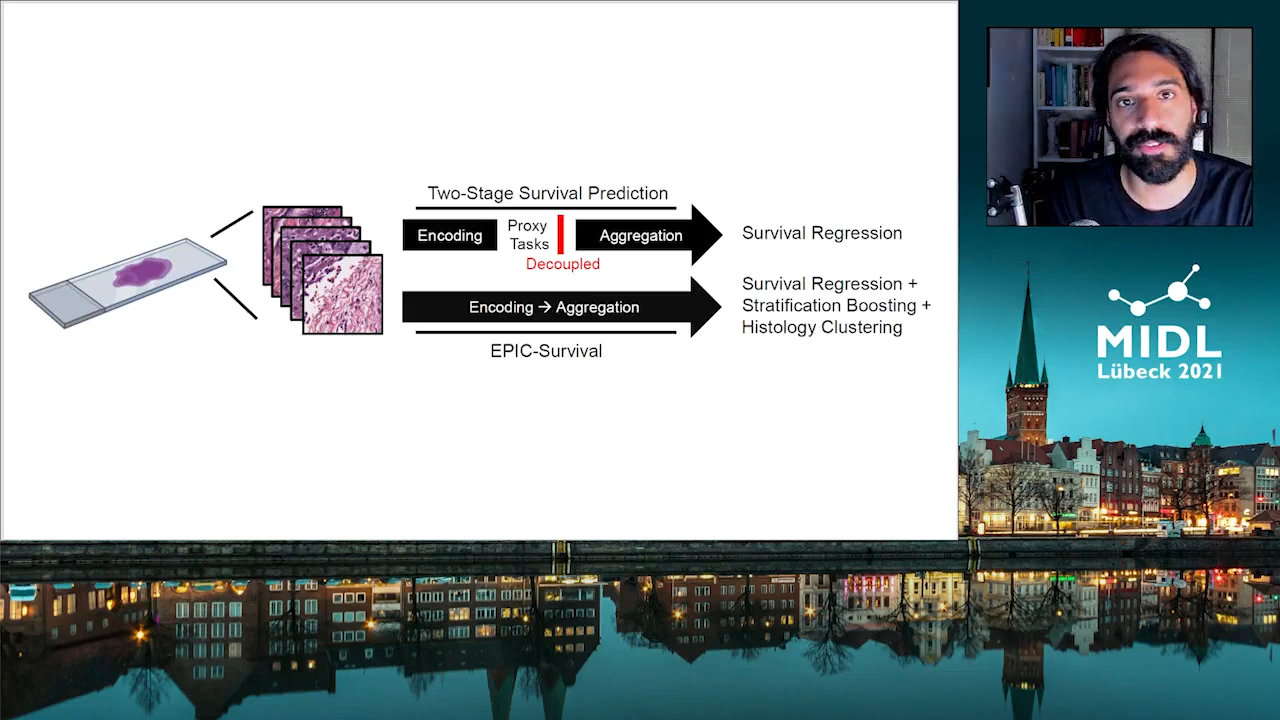 Two-Stage Survival Prediction
Encoding
Proxy
Tasks
Aggregation
Decoupled
Survival Regression
Encoding → Aggregation
EPIC-Survival
Survival Regression +
Stratification Boosting +
Histology Clustering
MIDL
Lübeck 2021